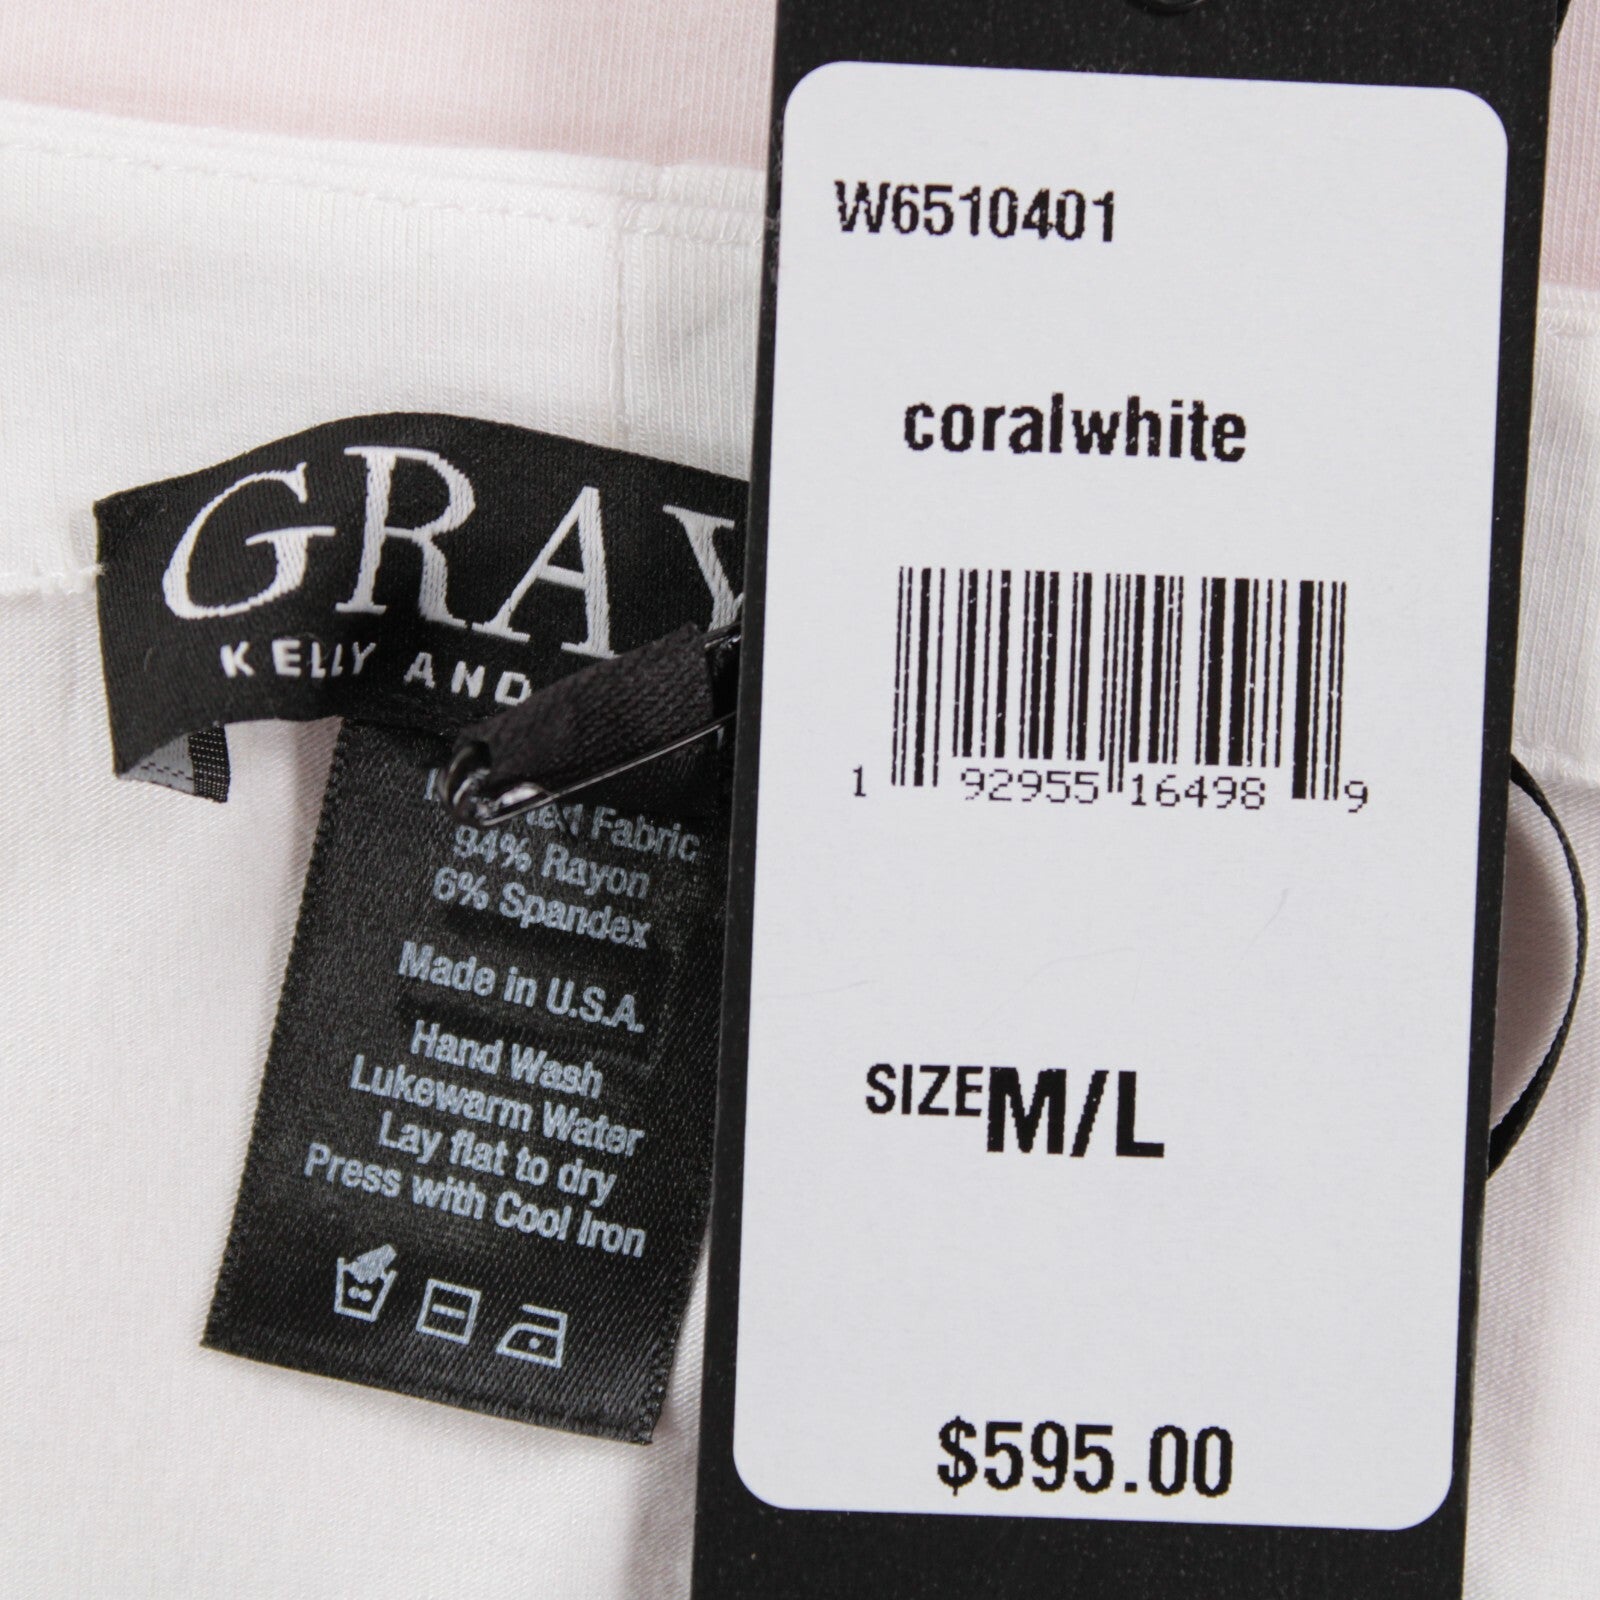 GRAY
KELLY AND
Fabric
94% Rayon
6% Spandex
Made in U.S.A.
Hand Wash
Lukewarm Water
Lay flat to dry
Press with Cool Iron
W6510401
coralwhite
1 92955 16498 9
SIZE M/L
$595.00